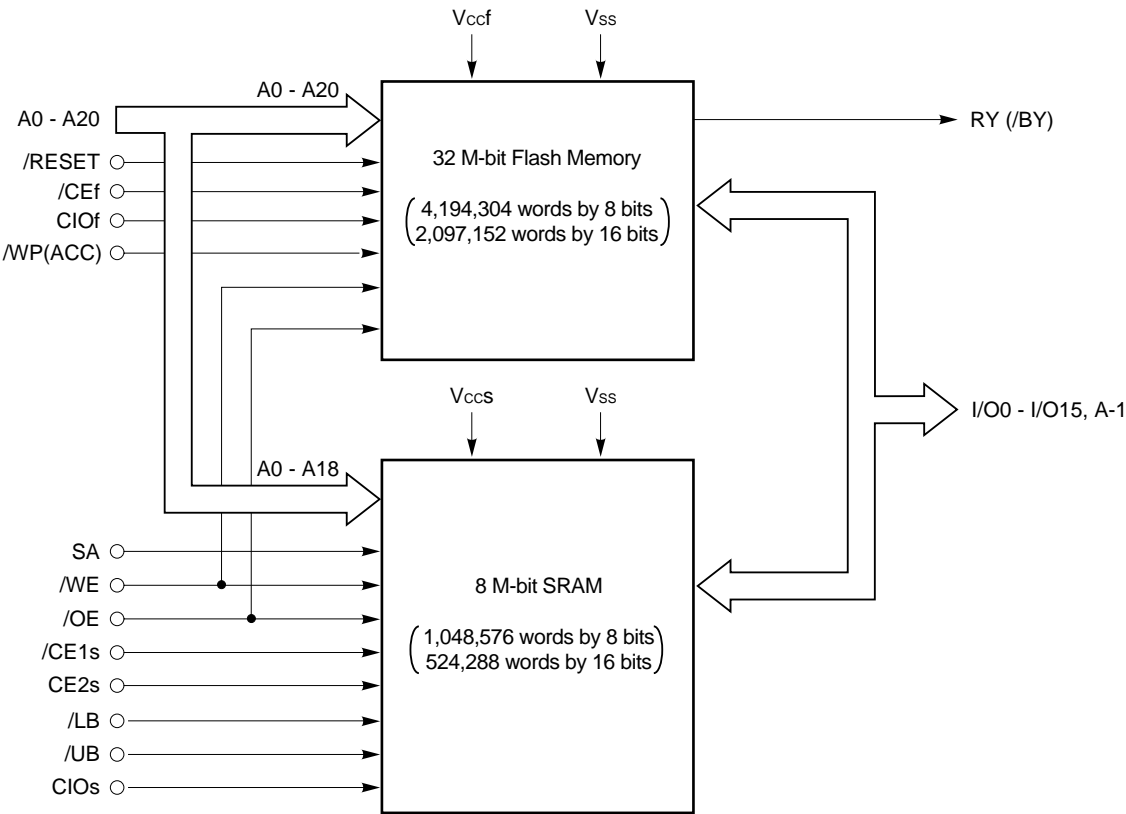 Vccf
Vss
A0 - A20
A0 - A20
RY (/BY)
/RESET
/CEf
CIOf
/WP(ACC)
32 M-bit Flash Memory
4,194,304 words by 8 bits
2,097,152 words by 16 bits
Vccs
Vss
I/O0 - I/O15, A-1
A0 - A18
SA
/WE
/OE
/CE1s
CE2s
/LB
/UB
CIOs
8 M-bit SRAM
1,048,576 words by 8 bits
524,288 words by 16 bits